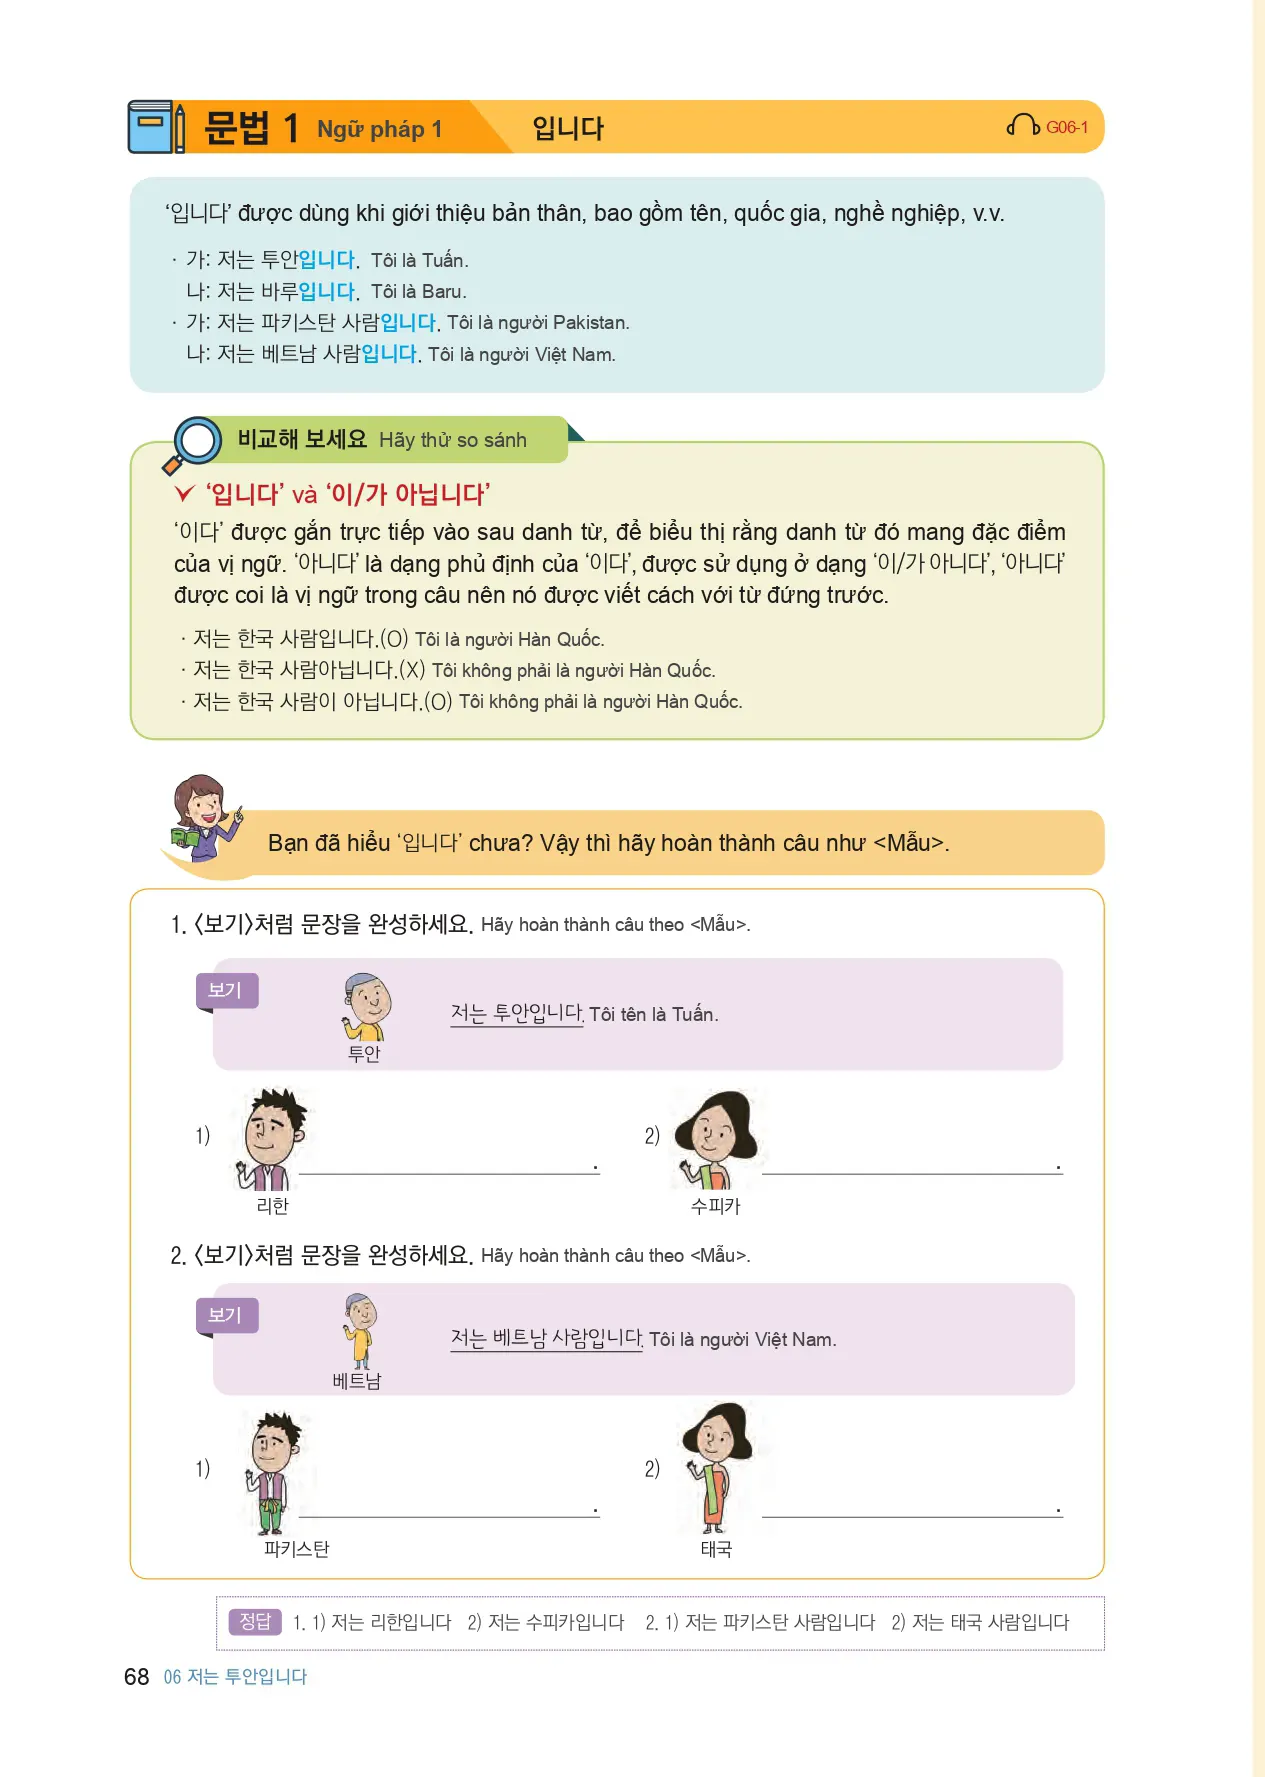 문법 1 Ngữ pháp 1 입니다 G06-1
‘입니다’ được dùng khi giới thiệu bản thân, bao gồm tên, quốc gia, nghề nghiệp, v.v.
· 가: 저는 투안입니다. Tôi là Tuấn.
나: 저는 바루입니다. Tôi là Baru.
· 가: 저는 파키스탄 사람입니다. Tôi là người Pakistan.
나: 저는 베트남 사람입니다. Tôi là người Việt Nam.
비교해 보세요 Hãy thử so sánh
‘입니다’ và ‘이/가 아닙니다’
‘이다’ được gắn trực tiếp vào sau danh từ, để biểu thị rằng danh từ đó mang đặc điểm
của vị ngữ. ‘아니다’ là dạng phủ định của ‘이다’, được sử dụng ở dạng ‘이/가 아니다’, ‘아니다’
được coi là vị ngữ trong câu nên nó được viết cách với từ đứng trước.
· 저는 한국 사람입니다.(O) Tôi là người Hàn Quốc.
· 저는 한국 사람아닙니다.(X) Tôi không phải là người Hàn Quốc.
· 저는 한국 사람이 아닙니다.(O) Tôi không phải là người Hàn Quốc.
Bạn đã hiểu ‘입니다’ chưa? Vậy thì hãy hoàn thành câu như <Mẫu>.
1. 〈보기〉처럼 문장을 완성하세요. Hãy hoàn thành câu theo <Mẫu>.
보기
저는 투안입니다. Tôi tên là Tuấn.
투안
1) .
2) .
리한
수피카
2. 〈보기〉처럼 문장을 완성하세요. Hãy hoàn thành câu theo <Mẫu>.
보기
저는 베트남 사람입니다. Tôi là người Việt Nam.
베트남
1) .
2) .
파키스탄
태국
정답 1. 1) 저는 리한입니다 2) 저는 수피카입니다 2. 1) 저는 파키스탄 사람입니다 2) 저는 태국 사람입니다
68 06 저는 투안입니다